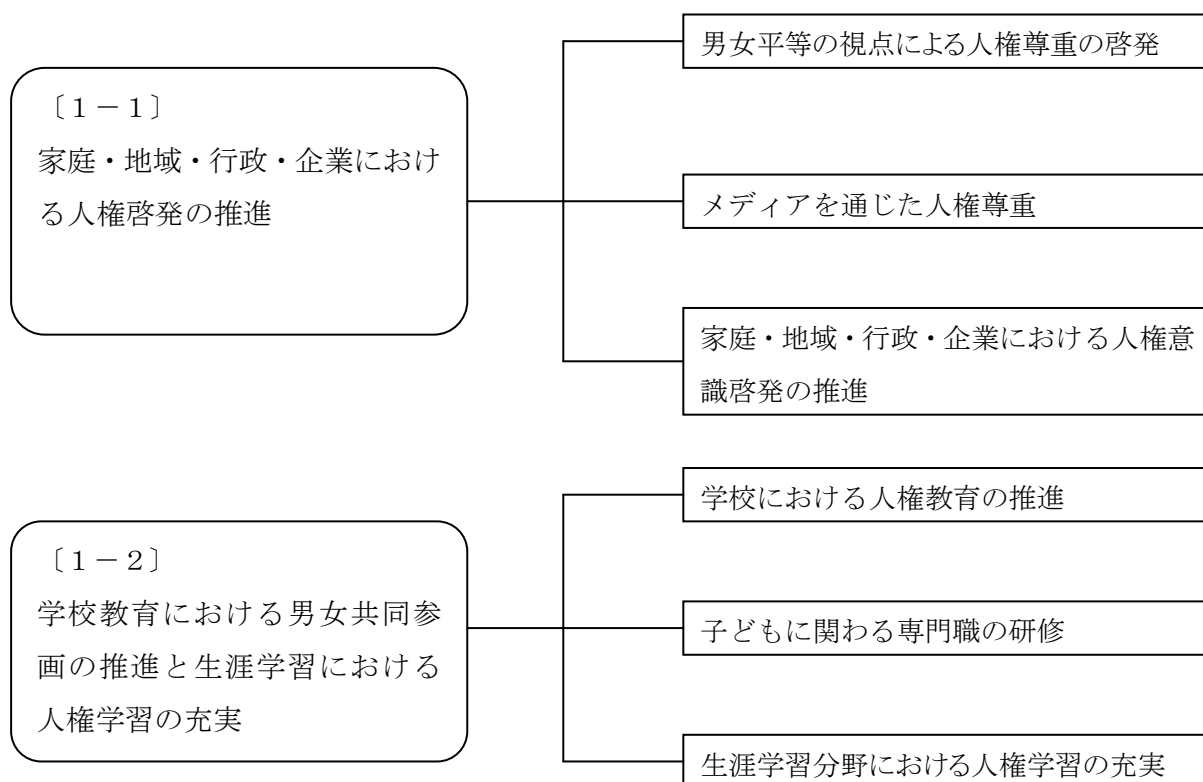 男女平等の視点による人権尊重の啓発
〔1－1〕
家庭・地域・行政・企業におけ
る人権啓発の推進
メディアを通じた人権尊重
家庭・地域・行政・企業における人権意
識啓発の推進
学校における人権教育の推進
〔1－2〕
学校教育における男女共同参
画の推進と生涯学習における
人権学習の充実
子どもに関わる専門職の研修
生涯学習分野における人権学習の充実